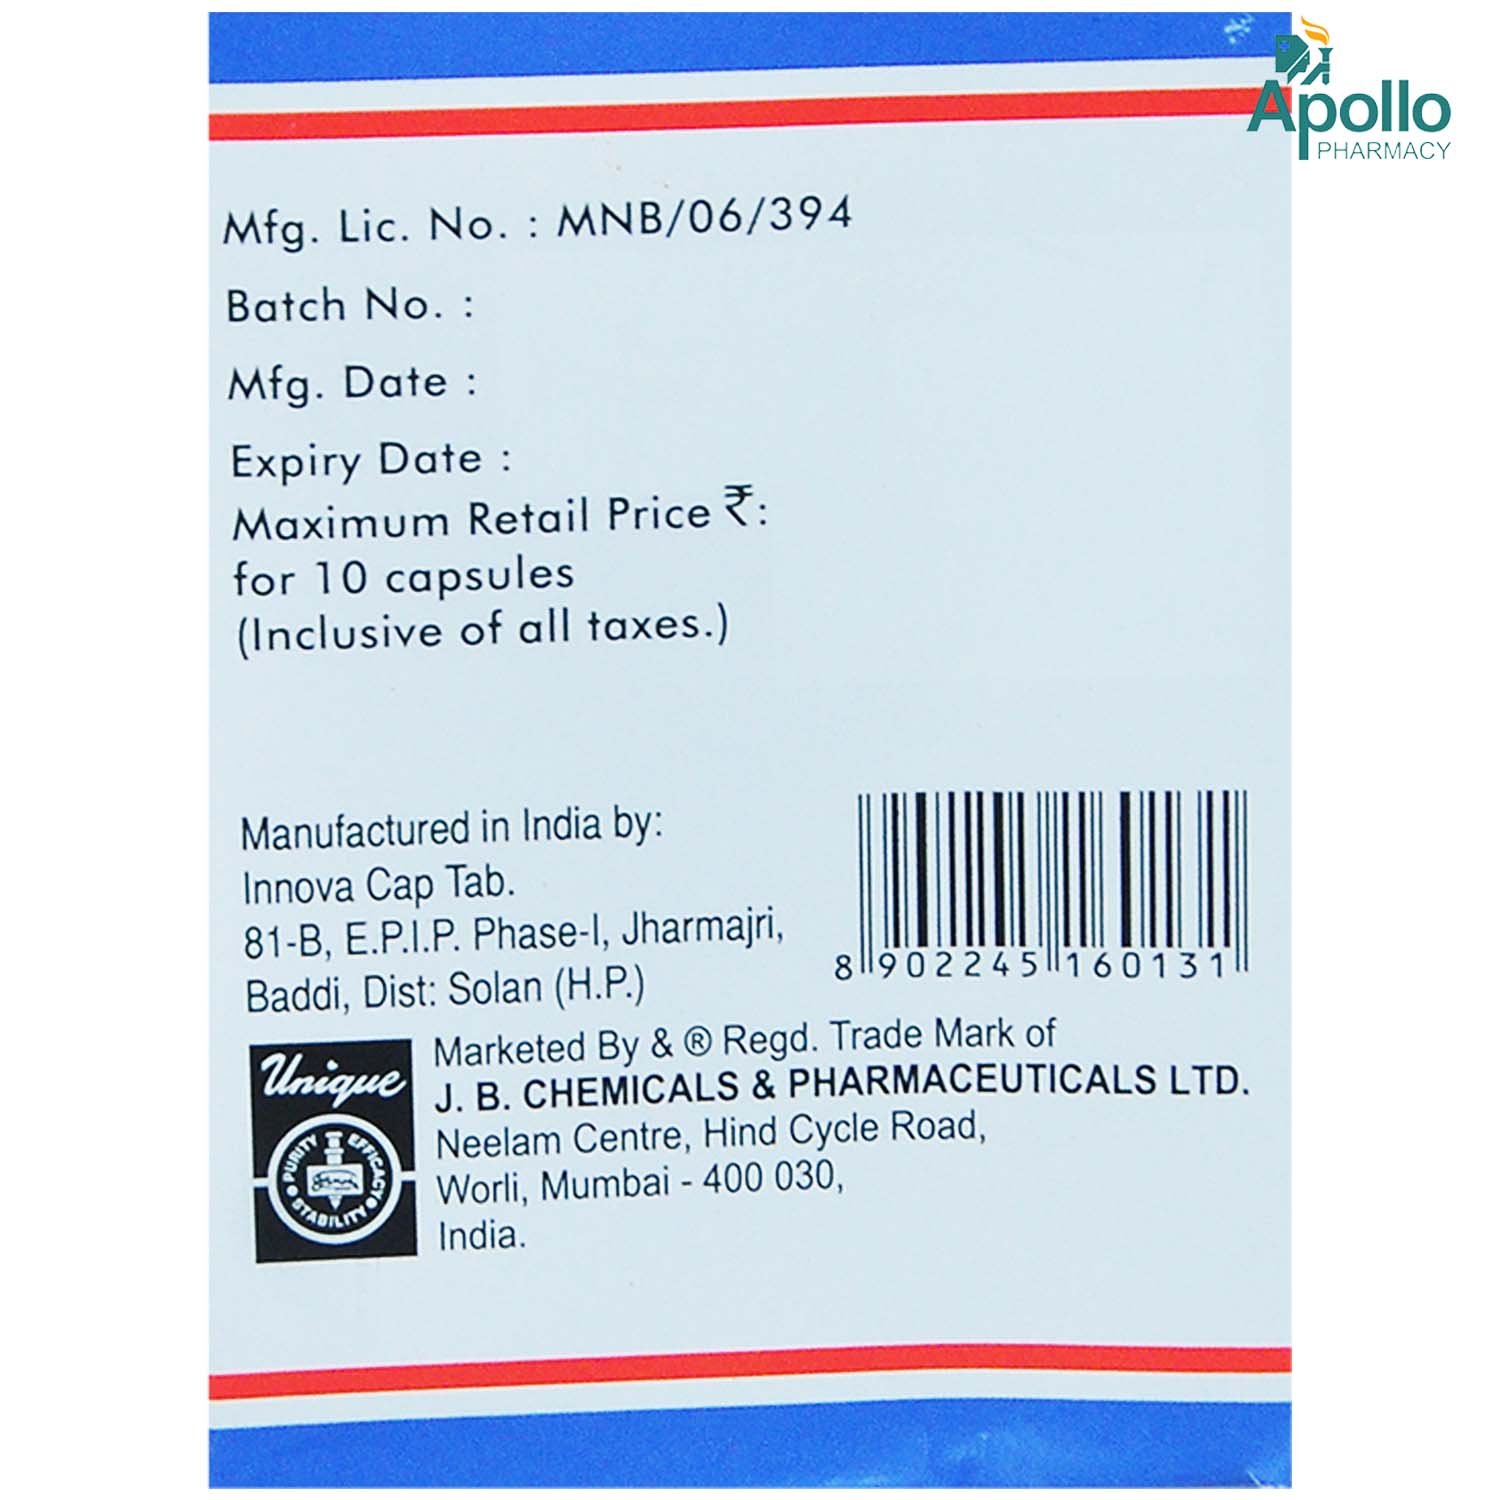 Apollo
PHARMACY
Mfg. Lic. No. : MNB/06/394
Batch No. :
Mfg. Date :
Expiry Date :
Maximum Retail Price ₹:
for 10 capsules
(Inclusive of all taxes.)
Manufactured in India by:
Innova Cap Tab.
81-B, E.P.I.P. Phase-I, Jharmajri,
Baddi, Dist: Solan (H.P.)
8 902245 160131
Unique
PURITY EFFICACY
STABILITY
Marketed By & ® Regd. Trade Mark of
J. B. CHEMICALS & PHARMACEUTICALS LTD.
Neelam Centre, Hind Cycle Road,
Worli, Mumbai - 400 030,
India.